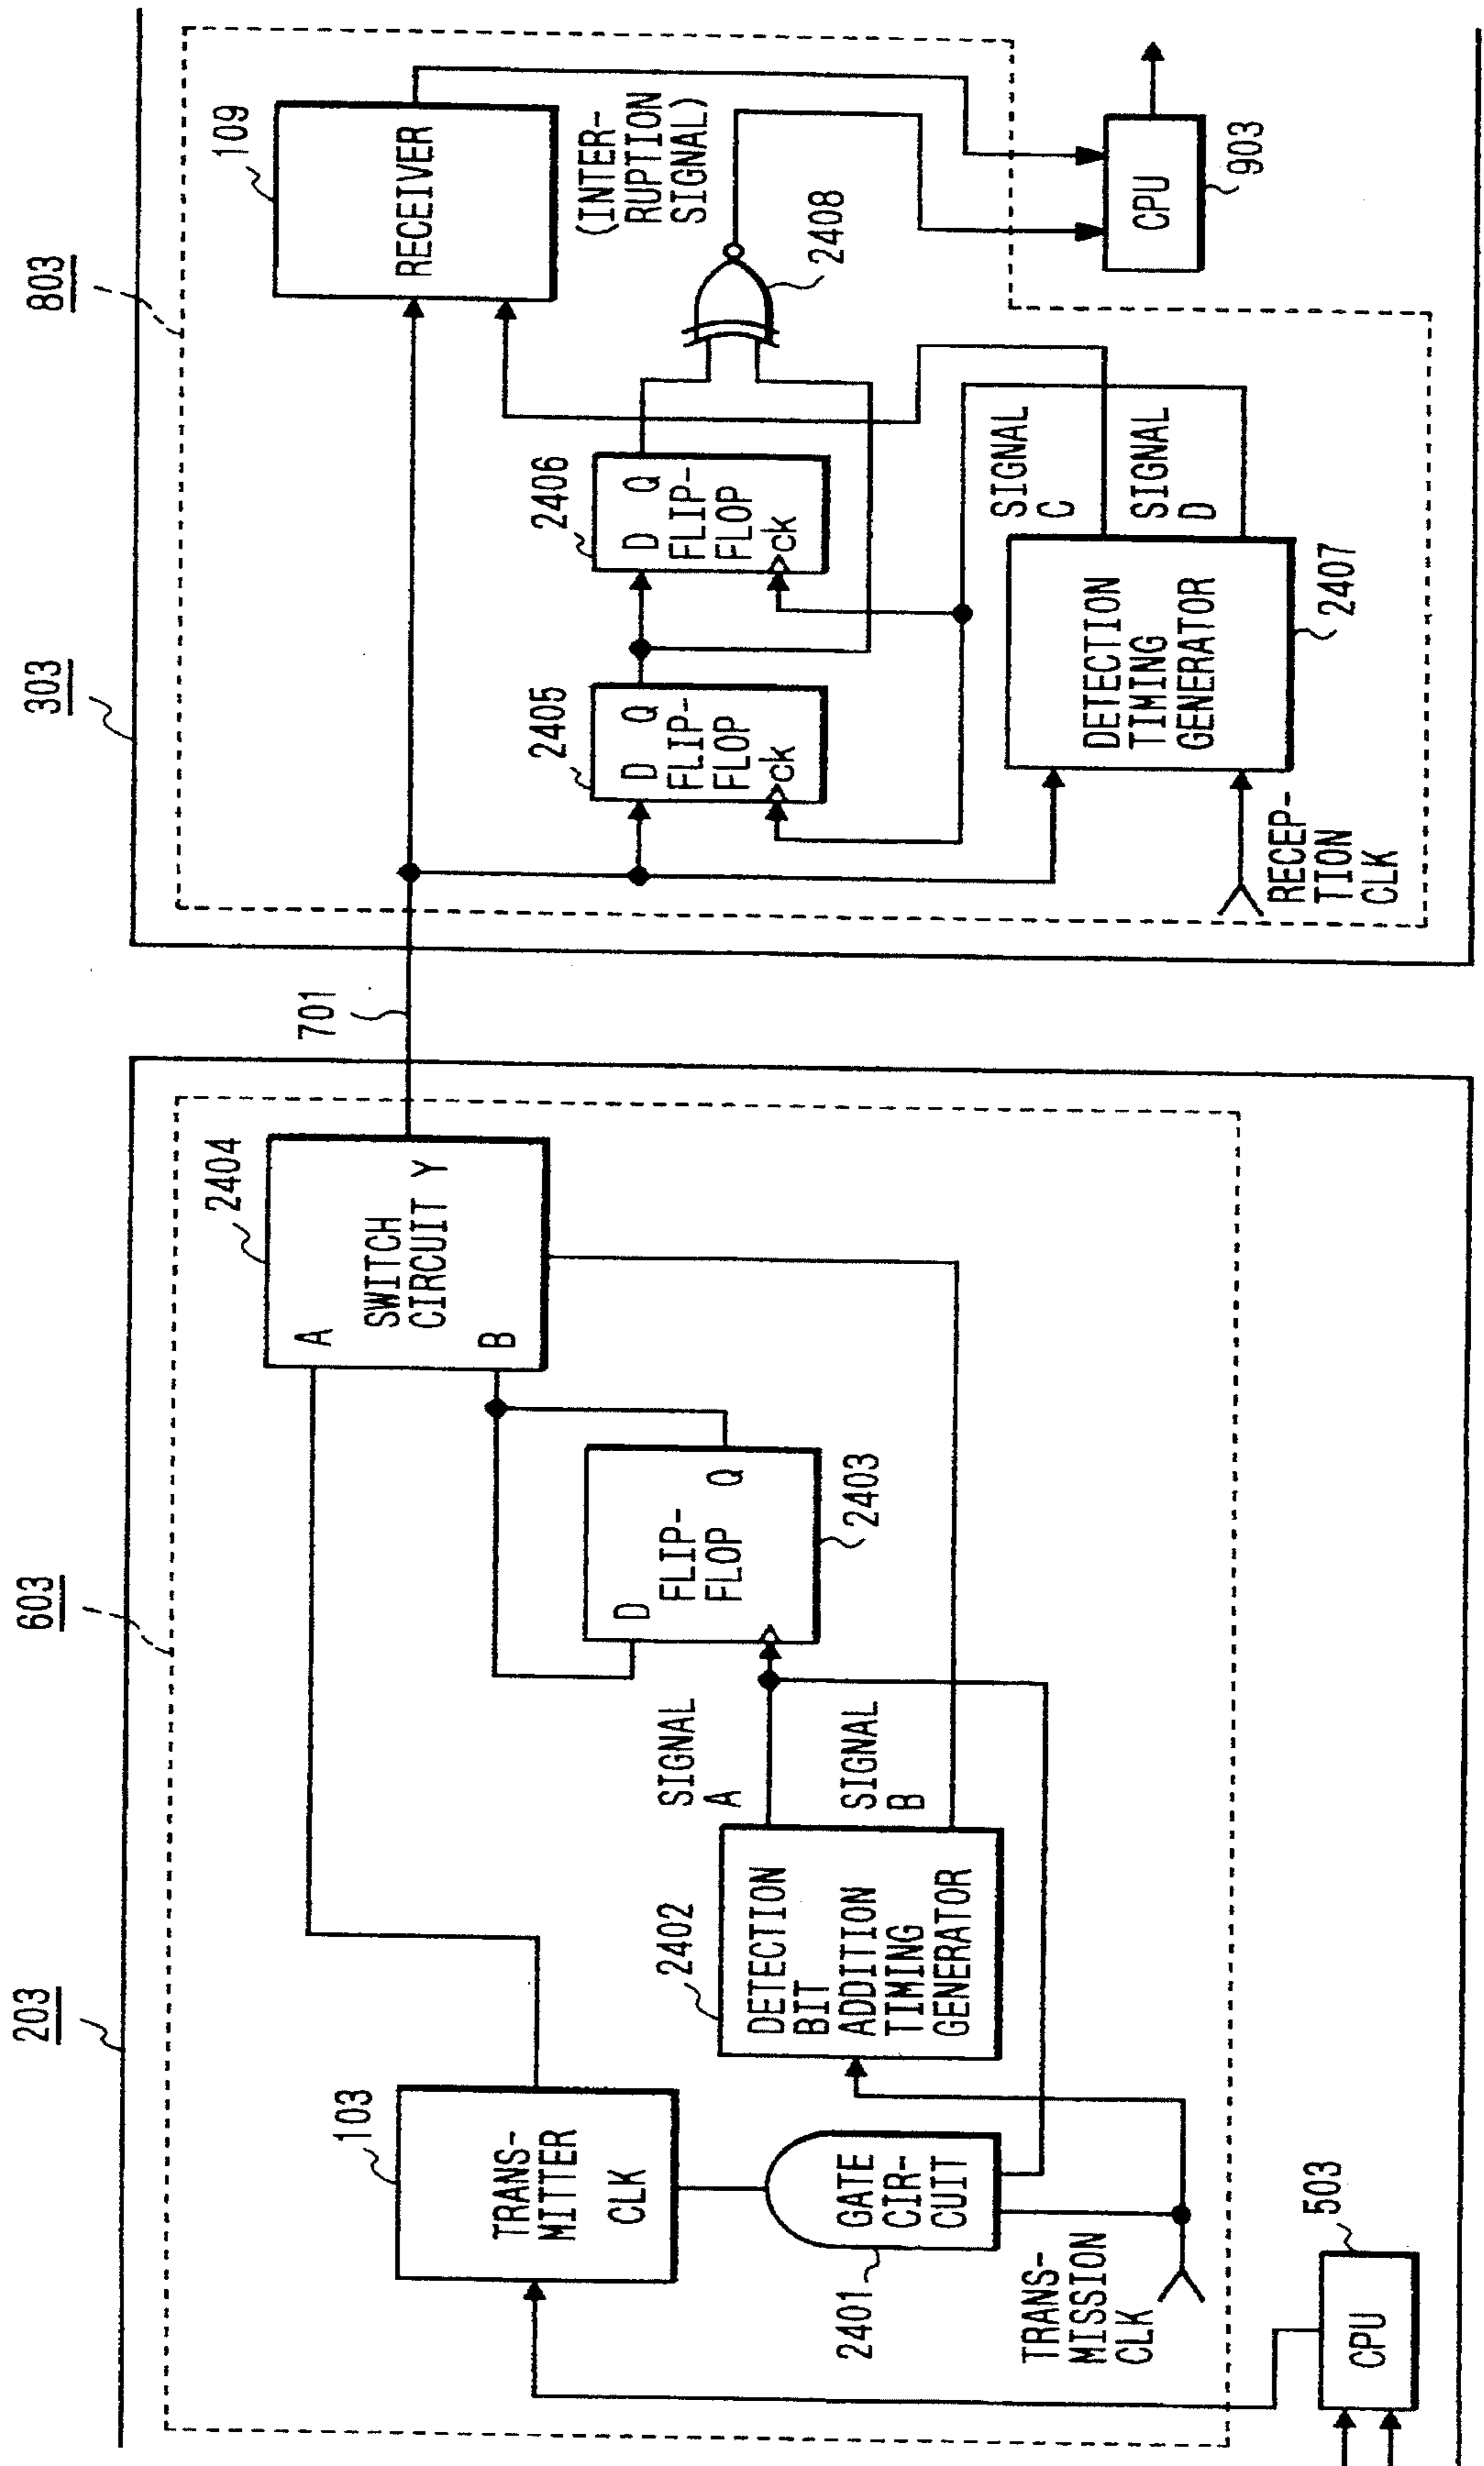 203
603
103
TRANS-
MITTER
CLK
2401
GATE
CIR-
CUIT
TRANS-
MISSION
CLK
503
CPU
2402
DETECTION
BIT
ADDITION
TIMING
GENERATOR
SIGNAL
A
SIGNAL
B
D
Q
FLIP-
FLOP
2403
2404
A
B
SWITCH
CIRCUIT Y
701
303
803
109
RECEIVER
(INTER-
RUPTION
SIGNAL)
2405
D Q
FLIP-
FLOP
ck
2406
D Q
FLIP-
FLOP
ck
2408
DETECTION
TIMING
GENERATOR
2407
SIGNAL
C
SIGNAL
D
RECEP-
TION
CLK
CPU
903